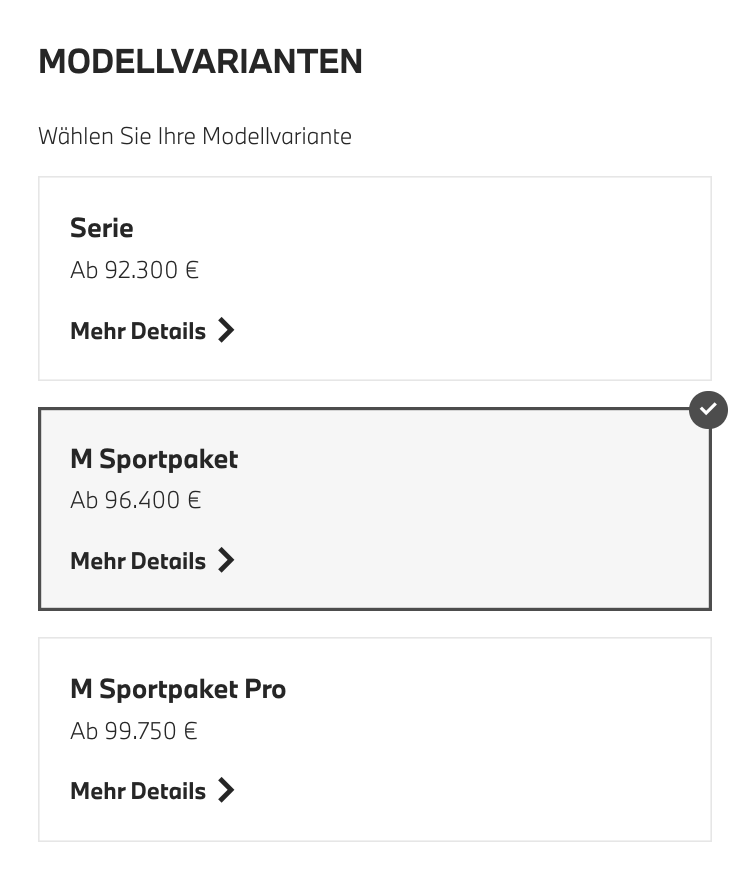 MODELLVARIANTEN
Wählen Sie Ihre Modellvariante
Serie
Ab 92.300 €
Mehr Details
M Sportpaket
Ab 96.400 €
Mehr Details
M Sportpaket Pro
Ab 99.750 €
Mehr Details